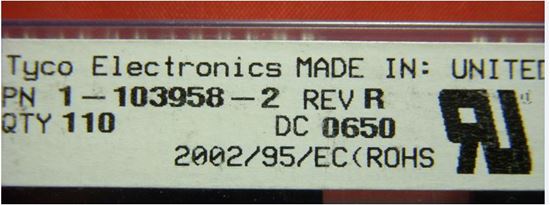 Tyco Electronics MADE IN: UNITED
PN 1-103958-2 REV R
QTY 110 DC 0650
2002/95/EC(ROHS